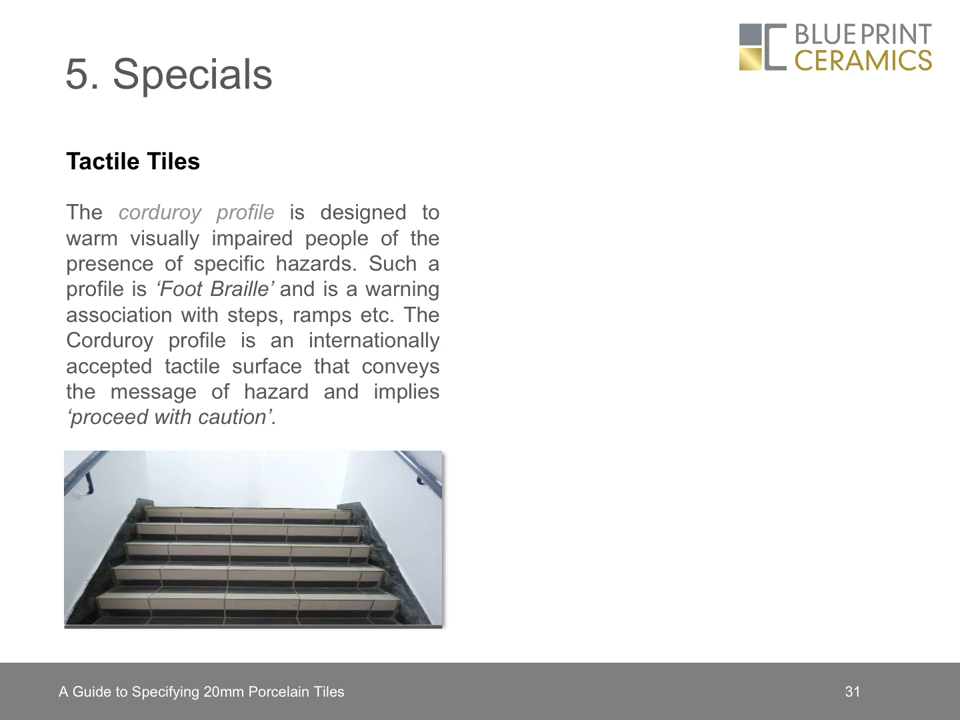 BLUEPRINT
CERAMICS
5. Specials
Tactile Tiles
The corduroy profile is designed to
warm visually impaired people of the
presence of specific hazards. Such a
profile is ‘Foot Braille’ and is a warning
association with steps, ramps etc. The
Corduroy profile is an internationally
accepted tactile surface that conveys
the message of hazard and implies
‘proceed with caution’.
A Guide to Specifying 20mm Porcelain Tiles
31